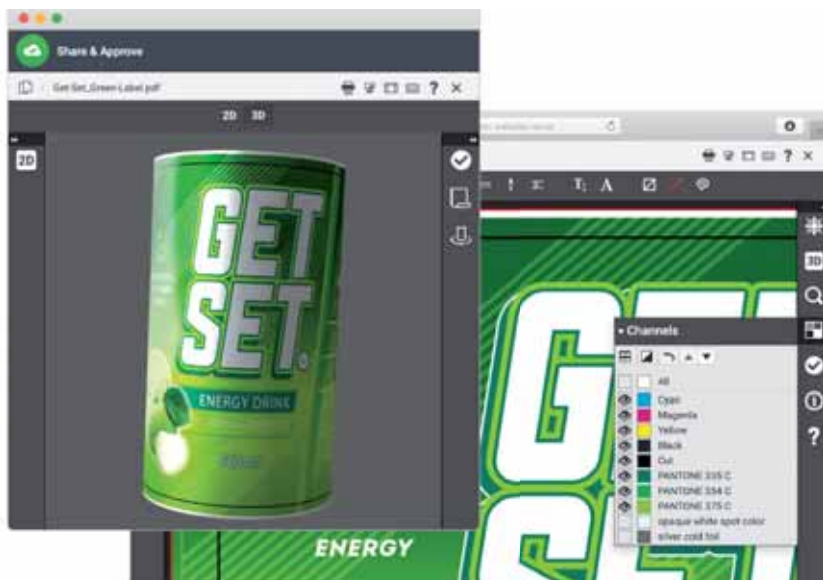 Share & Approve
Get-Set_Green-Label.pdf
?
2D 3D
2D
GET
SET
®
ENERGY DRINK
?
T A
3D
Channels
All
Cyan
Magenta
Yellow
Black
Cut
PANTONE 335 C
PANTONE 354 C
PANTONE 375 C
opaque white spot color
silver cold foil
?
GE
ENERGY